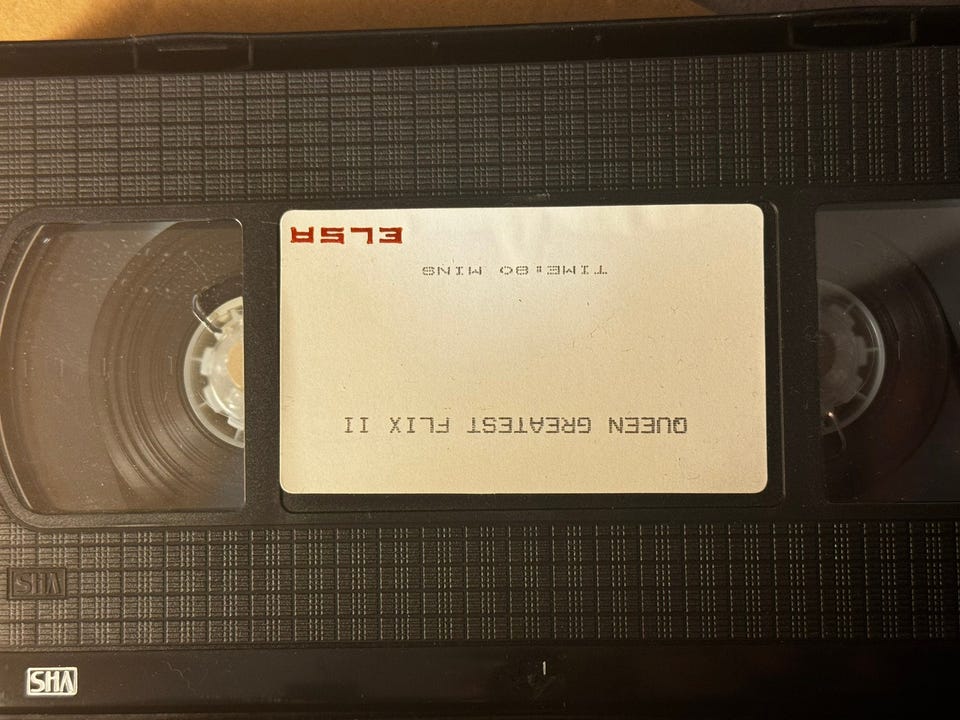 VHS
VHS
QUEEN GREATEST FLIX II
TIME:80 MINS
ELSA